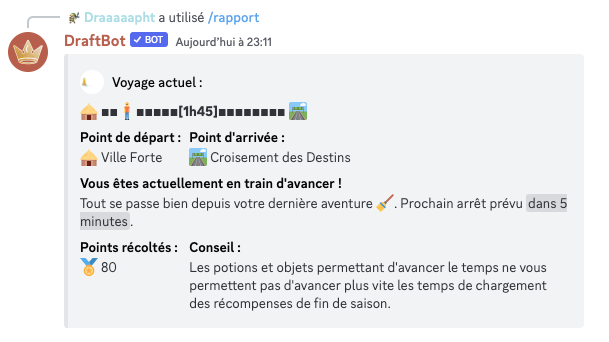 Draaaaapht a utilisé /rapport
DraftBot ✓ BOT Aujourd'hui à 23:11
Voyage actuel :
■■ ■■■■■[1h45]■■■■■■■■
Point de départ : Point d'arrivée :
Ville Forte Croisement des Destins
Vous êtes actuellement en train d'avancer !
Tout se passe bien depuis votre dernière aventure . Prochain arrêt prévu dans 5
minutes.
Points récoltés : Conseil :
80 Les potions et objets permettant d'avancer le temps ne vous
permettent pas d'avancer plus vite les temps de chargement
des récompenses de fin de saison.